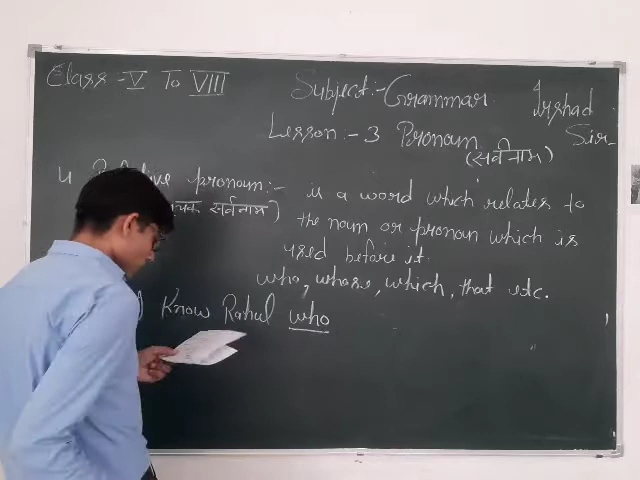 Class - V To VIII
Subject:- Grammar
Irshad Sir-
Lesson - 3 Pronoun
(सर्वनाम)
4 pronoun:- is a word which relates to
सर्वनाम) the noun or pronoun which is
used before it.
who, whose, which, that etc.
I Know Rahul who